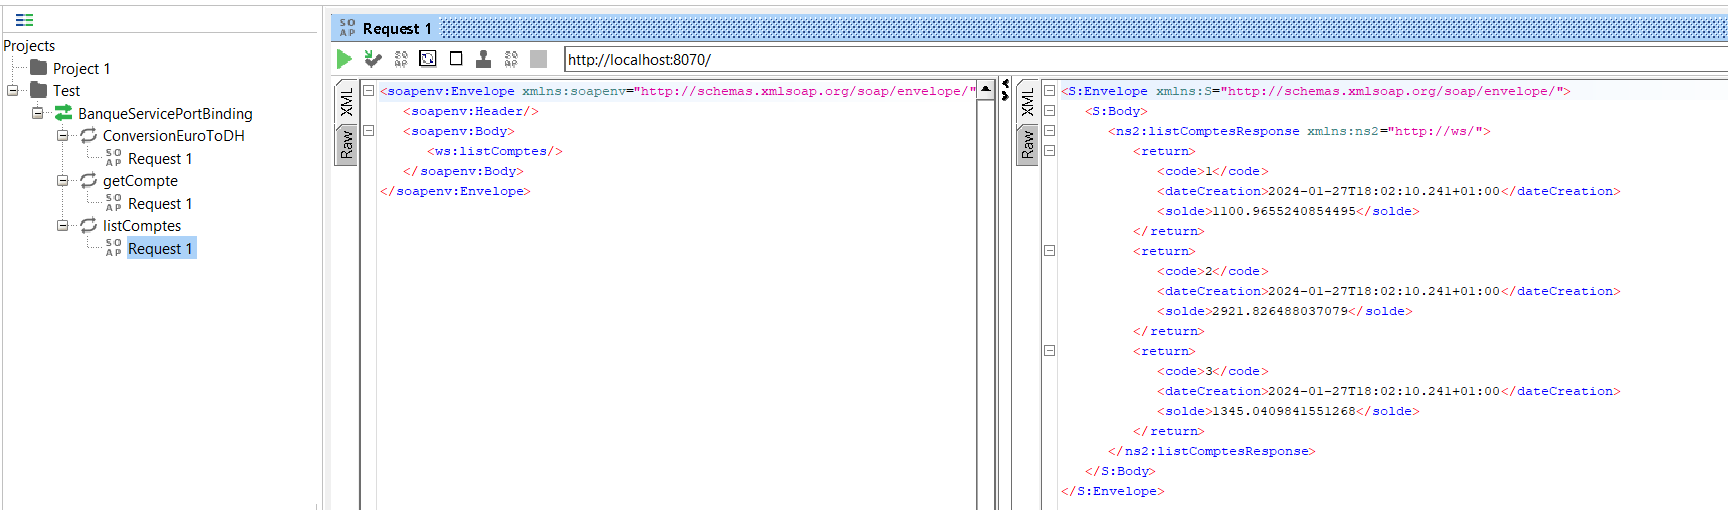 Projects
Project 1
Test
BanqueServicePortBinding
ConversionEuroToDH
SO
AP
Request 1
getCompte
SO
AP
Request 1
listComptes
SO
AP
Request 1
SO
AP
Request 1
SO
AP
SO
AP
http://localhost:8070/
XML
Raw
<soapenv:Envelope xmlns:soapenv="http://schemas.xmlsoap.org/soap/envelope/"
<soapenv:Header/>
<soapenv:Body>
<ws:listComptes/>
</soapenv:Body>
</soapenv:Envelope>
XML
Raw
<S:Envelope xmlns:S="http://schemas.xmlsoap.org/soap/envelope/">
<S:Body>
<ns2:listComptesResponse xmlns:ns2="http://ws/">
<return>
<code>1</code>
<dateCreation>2024-01-27T18:02:10.241+01:00</dateCreation>
<solde>1100.9655240854495</solde>
</return>
<return>
<code>2</code>
<dateCreation>2024-01-27T18:02:10.241+01:00</dateCreation>
<solde>2921.826488037079</solde>
</return>
<return>
<code>3</code>
<dateCreation>2024-01-27T18:02:10.241+01:00</dateCreation>
<solde>1345.0409841551268</solde>
</return>
</ns2:listComptesResponse>
</S:Body>
</S:Envelope>